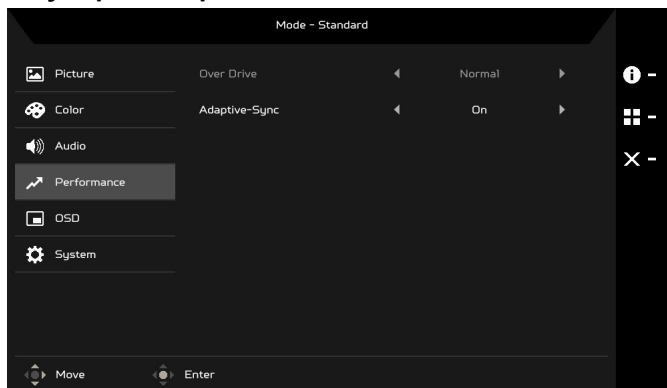 Mode - Standard
Picture
Over Drive Normal
Color
Adaptive-Sync On
Audio
Performance
OSD
System
Move Enter